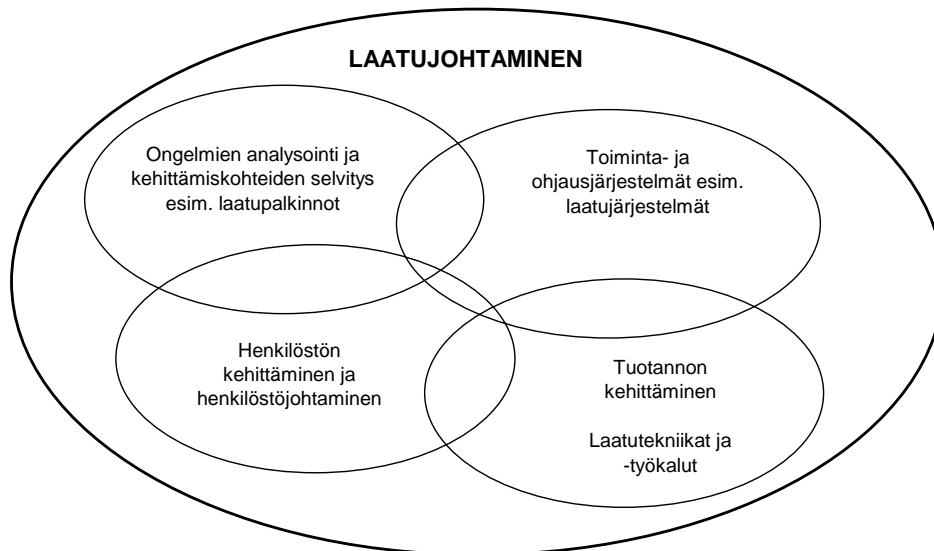 LAATUJOHTAMINEN
Ongelmien analysointi ja
kehittämiskohteiden selvitys
esim. laatupalkinnot
Toiminta- ja
ohjausjärjestelmät esim.
laatujärjestelmät
Henkilöstön
kehittäminen ja
henkilöstöjohtaminen
Tuotannon
kehittäminen
Laatutekniikat ja
-työkalut